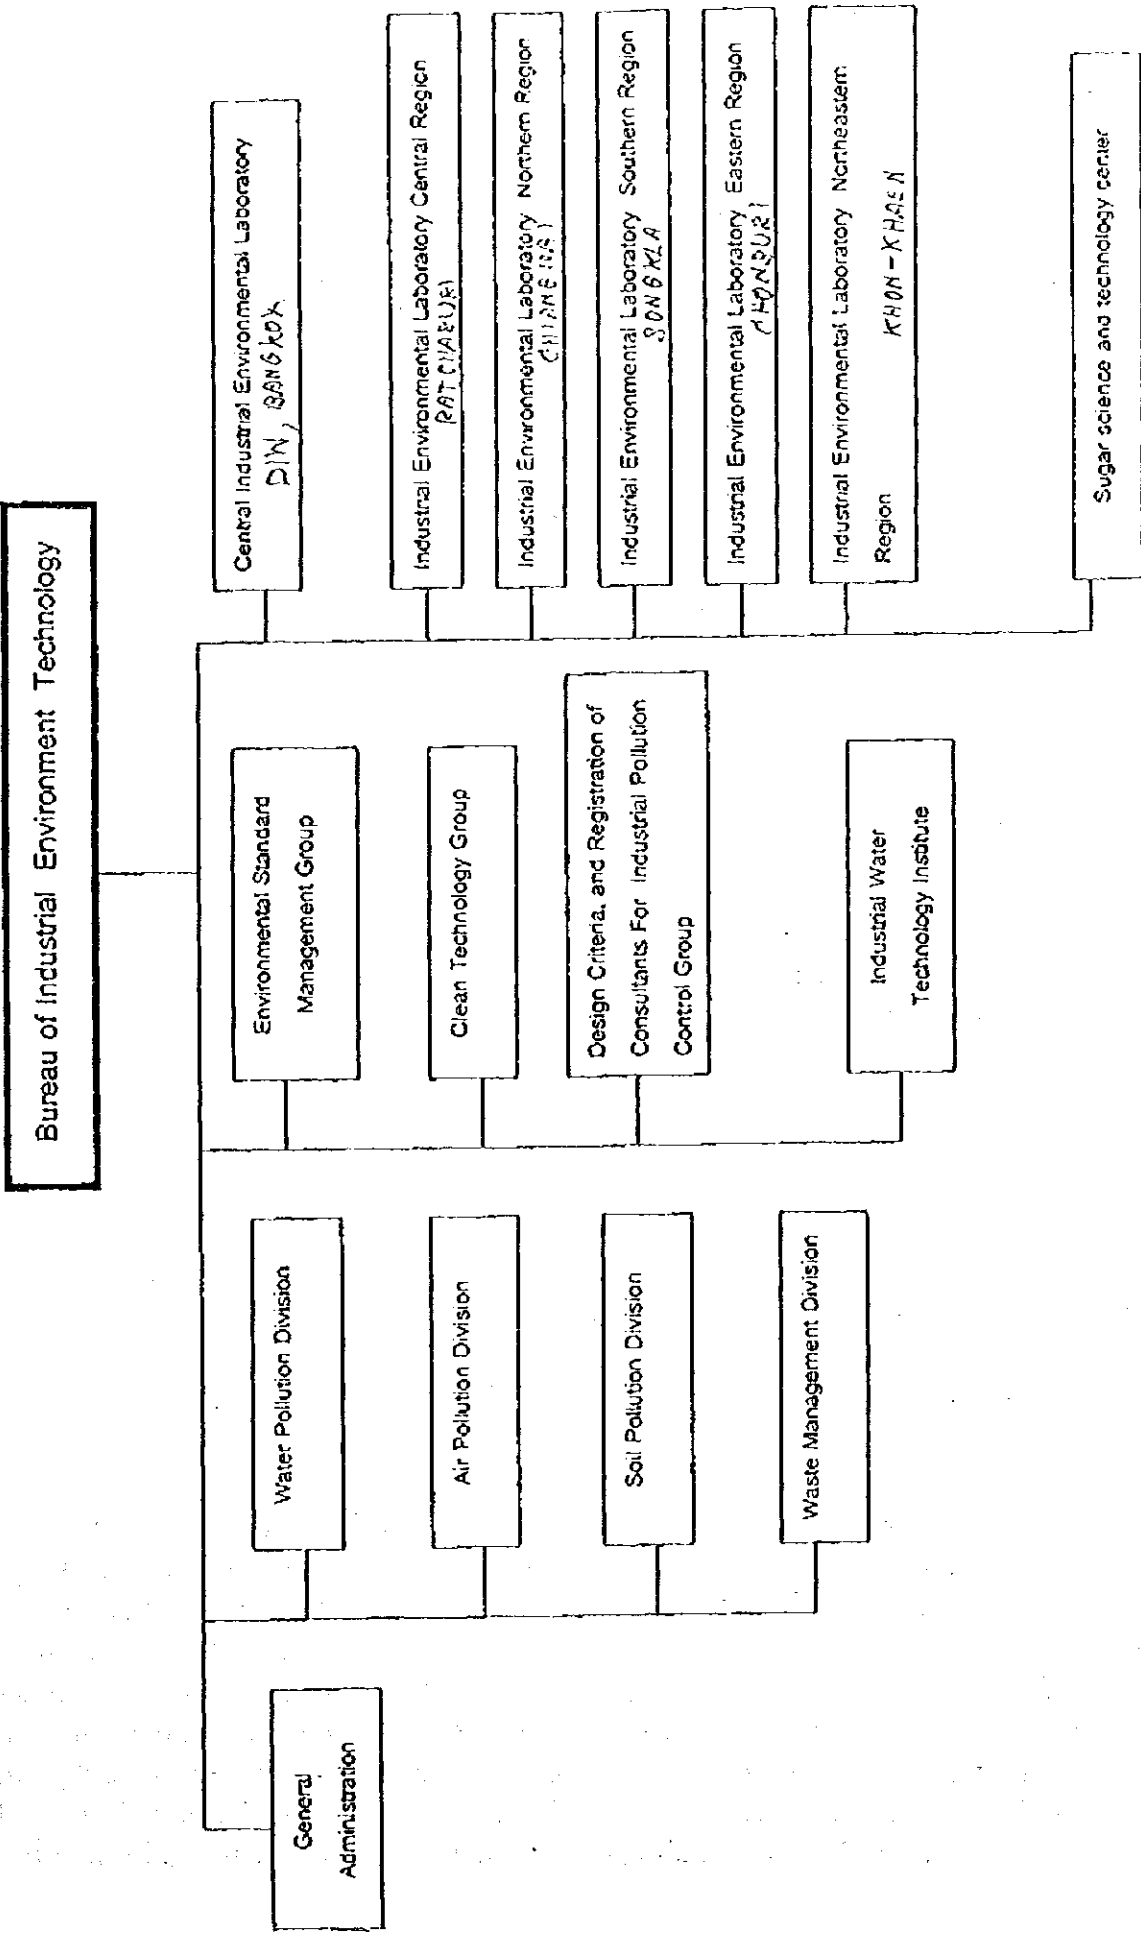 Bureau of Industrial Environment Technology
General
Administration
Water Pollution Division
Air Pollution Division
Soil Pollution Division
Waste Management Division
Environmental Standard
Management Group
Clean Technology Group
Design Criteria, and Registration of
Consultants For Industrial Pollution
Control Group
Industrial Water
Technology Institute
Central Industrial Environmental Laboratory
DIW, BANGKOK
Industrial Environmental Laboratory Central Region
RATCHABURI
Industrial Environmental Laboratory Northern Region
CHIANGMAI
Industrial Environmental Laboratory Southern Region
SONGKLA
Industrial Environmental Laboratory Eastern Region
CHONBURI
Industrial Environmental Laboratory Northeastern
Region
KHON-KHAEN
Sugar science and technology center